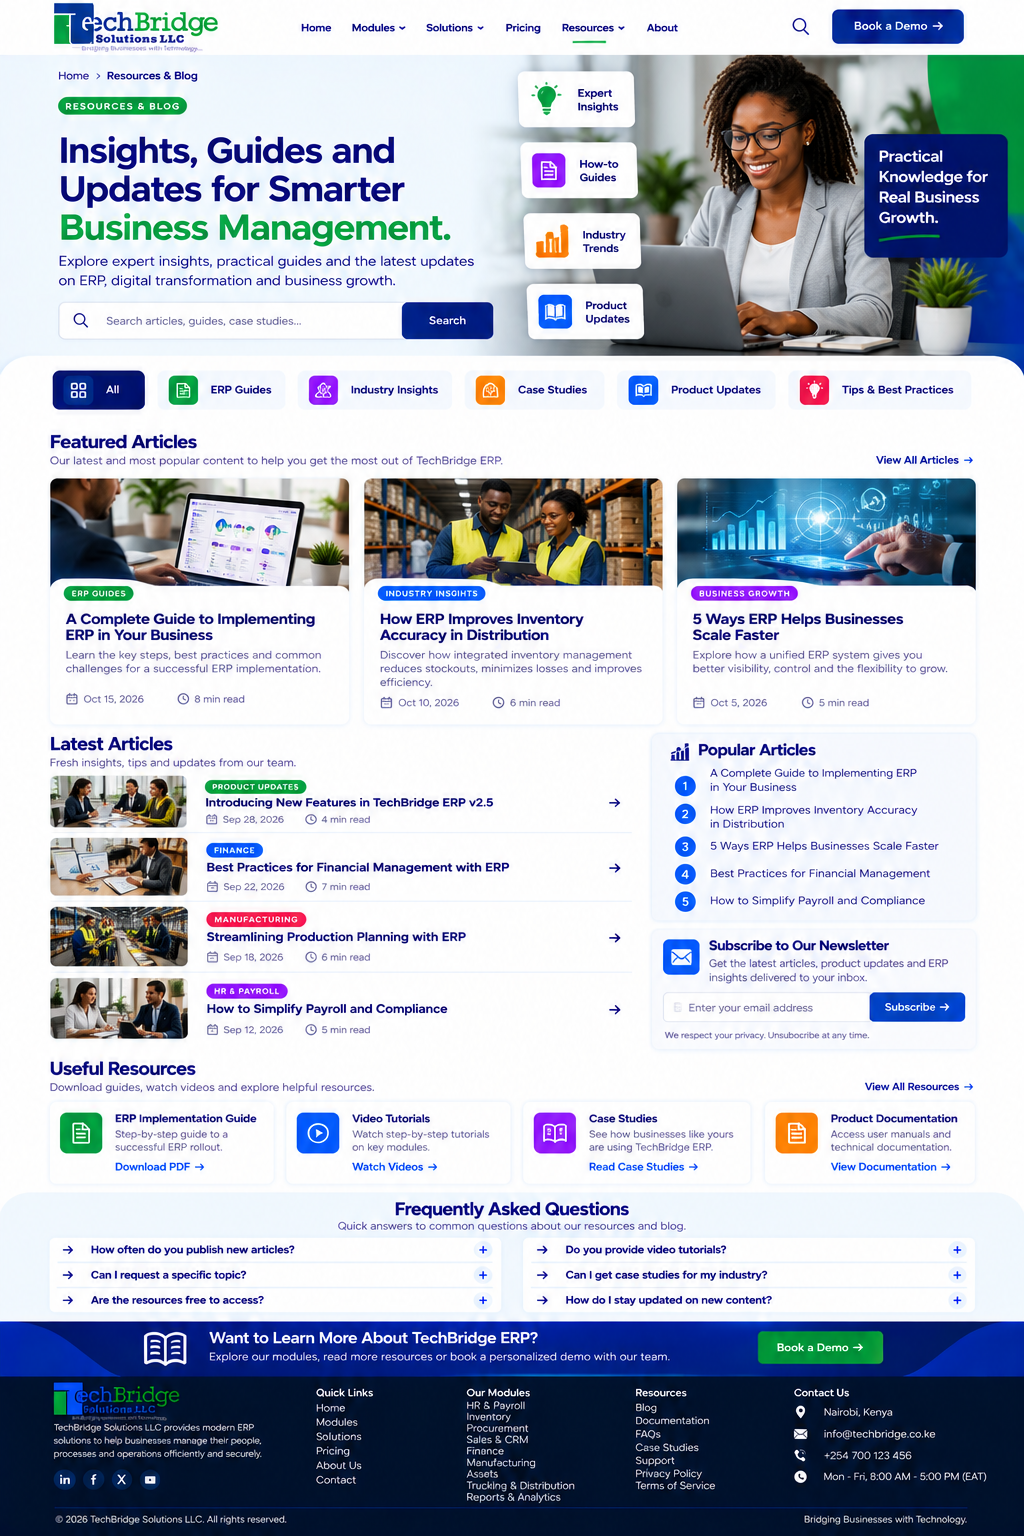 TechBridge
Solutions LLC
Bridging Businesses with Technology...
Home
Modules
Solutions
Pricing
Resources
About
Book a Demo →
Home > Resources & Blog
RESOURCES & BLOG
Insights, Guides and
Updates for Smarter
Business Management.
Explore expert insights, practical guides and the latest updates
on ERP, digital transformation and business growth.
Search articles, guides, case studies...
Search
Expert
Insights
How-to
Guides
Industry
Trends
Product
Updates
Practical
Knowledge for
Real Business
Growth.
All
ERP Guides
Industry Insights
Case Studies
Product Updates
Tips & Best Practices
Featured Articles
Our latest and most popular content to help you get the most out of TechBridge ERP.
View All Articles →
ERP GUIDES
A Complete Guide to Implementing
ERP in Your Business
Learn the key steps, best practices and common
challenges for a successful ERP implementation.
Oct 15, 2026
8 min read
INDUSTRY INSIGHTS
How ERP Improves Inventory
Accuracy in Distribution
Discover how integrated inventory management
reduces stockouts, minimizes losses and improves
efficiency.
Oct 10, 2026
6 min read
BUSINESS GROWTH
5 Ways ERP Helps Businesses
Scale Faster
Explore how a unified ERP system gives you
better visibility, control and the flexibility to grow.
Oct 5, 2026
5 min read
Latest Articles
Fresh insights, tips and updates from our team.
PRODUCT UPDATES
Introducing New Features in TechBridge ERP v2.5
Sep 28, 2026
4 min read
FINANCE
Best Practices for Financial Management with ERP
Sep 22, 2026
7 min read
MANUFACTURING
Streamlining Production Planning with ERP
Sep 18, 2026
6 min read
HR & PAYROLL
How to Simplify Payroll and Compliance
Sep 12, 2026
5 min read
Popular Articles
1
A Complete Guide to Implementing ERP
in Your Business
2
How ERP Improves Inventory Accuracy
in Distribution
3
5 Ways ERP Helps Businesses Scale Faster
4
Best Practices for Financial Management
5
How to Simplify Payroll and Compliance
Subscribe to Our Newsletter
Get the latest articles, product updates and ERP
insights delivered to your inbox.
Enter your email address
Subscribe →
We respect your privacy. Unsubocribe at any time.
Useful Resources
Download guides, watch videos and explore helpful resources.
View All Resources →
ERP Implementation Guide
Step-by-step guide to a
successful ERP rollout.
Download PDF →
Video Tutorials
Watch step-by-step tutorials
on key modules.
Watch Videos →
Case Studies
See how businesses like yours
are using TechBridge ERP.
Read Case Studies →
Product Documentation
Access user manuals and
technical documentation.
View Documentation →
Frequently Asked Questions
Quick answers to common questions about our resources and blog.
→ How often do you publish new articles? +
→ Can I request a specific topic? +
→ Are the resources free to access? +
→ Do you provide video tutorials? +
→ Can I get case studies for my industry? +
→ How do I stay updated on new content? +
Want to Learn More About TechBridge ERP?
Explore our modules, read more resources or book a personalized demo with our team.
Book a Demo →
TechBridge
Solutions LLC
TechBridge Solutions LLC provides modern ERP
solutions to help businesses manage their people,
processes and operations efficiently and securely.
in
f
X
Quick Links
Home
Modules
Solutions
Pricing
About Us
Contact
Our Modules
HR & Payroll
Inventory
Procurement
Sales & CRM
Finance
Manufacturing
Assets
Trucking & Distribution
Reports & Analytics
Resources
Blog
Documentation
FAQs
Case Studies
Support
Privacy Policy
Terms of Service
Contact Us
Nairobi, Kenya
info@techbridge.co.ke
+254 700 123 456
Mon - Fri, 8:00 AM - 5:00 PM (EAT)
© 2026 TechBridge Solutions LLC. All rights reserved.
Bridging Businesses with Technology.